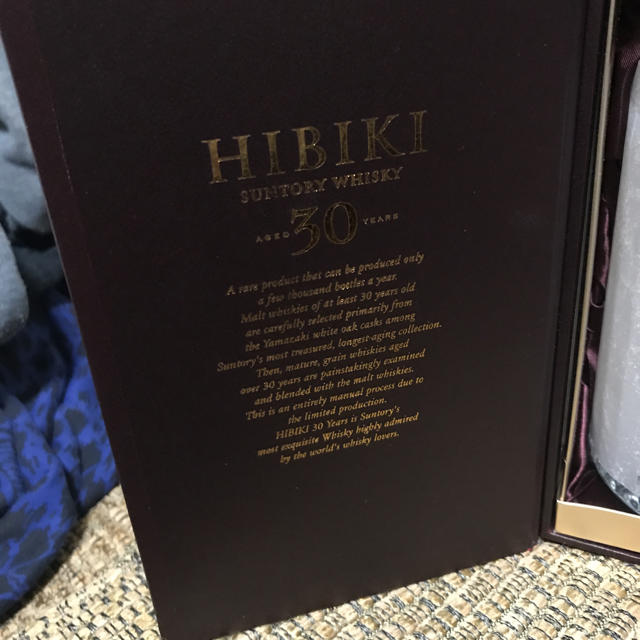 HIBIKI
SUNTORY WHISKY
AGED 30 YEARS
A rare product that can be produced only
a few thousand bottles a year.
Malt whiskies of at least 30 years old
are carefully selected primarily from
the Yamazaki white oak casks among
Suntory's most treasured, longest-aging collection.
Then, mature, grain whiskies aged
over 30 years are painstakingly examined
and blended with the malt whiskies.
This is an entirely manual process due to
the limited production.
HIBIKI 30 Years is Suntory's
most exquisite Whisky highly admired
by the world's whisky lovers.